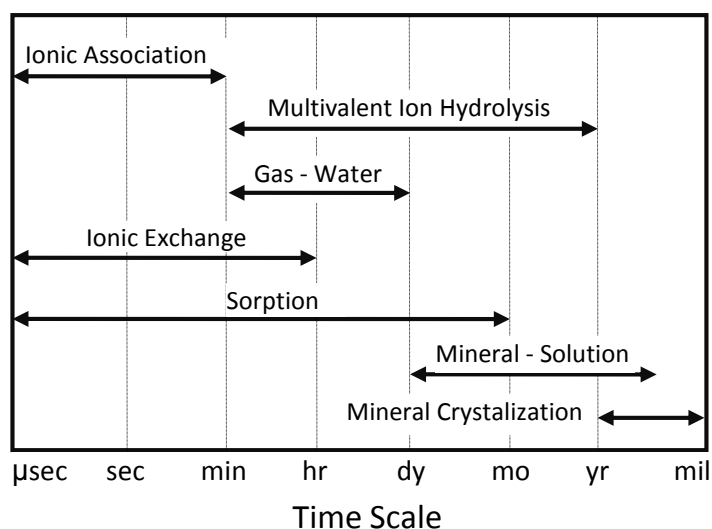 Ionic Association
Multivalent Ion Hydrolysis
Gas - Water
Ionic Exchange
Sorption
Mineral - Solution
Mineral Crystalization
µsec sec min hr dy mo yr mil
Time Scale